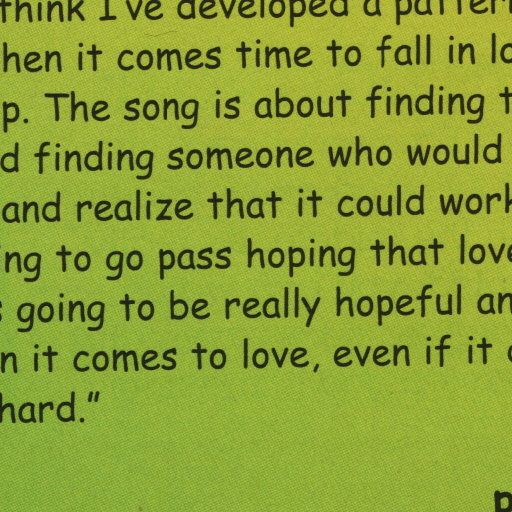 think I've developed a pattern
hen it comes time to fall in lo
p. The song is about finding t
d finding someone who would
and realize that it could work
ing to go pass hoping that love
s going to be really hopeful an
n it comes to love, even if it
hard."
p